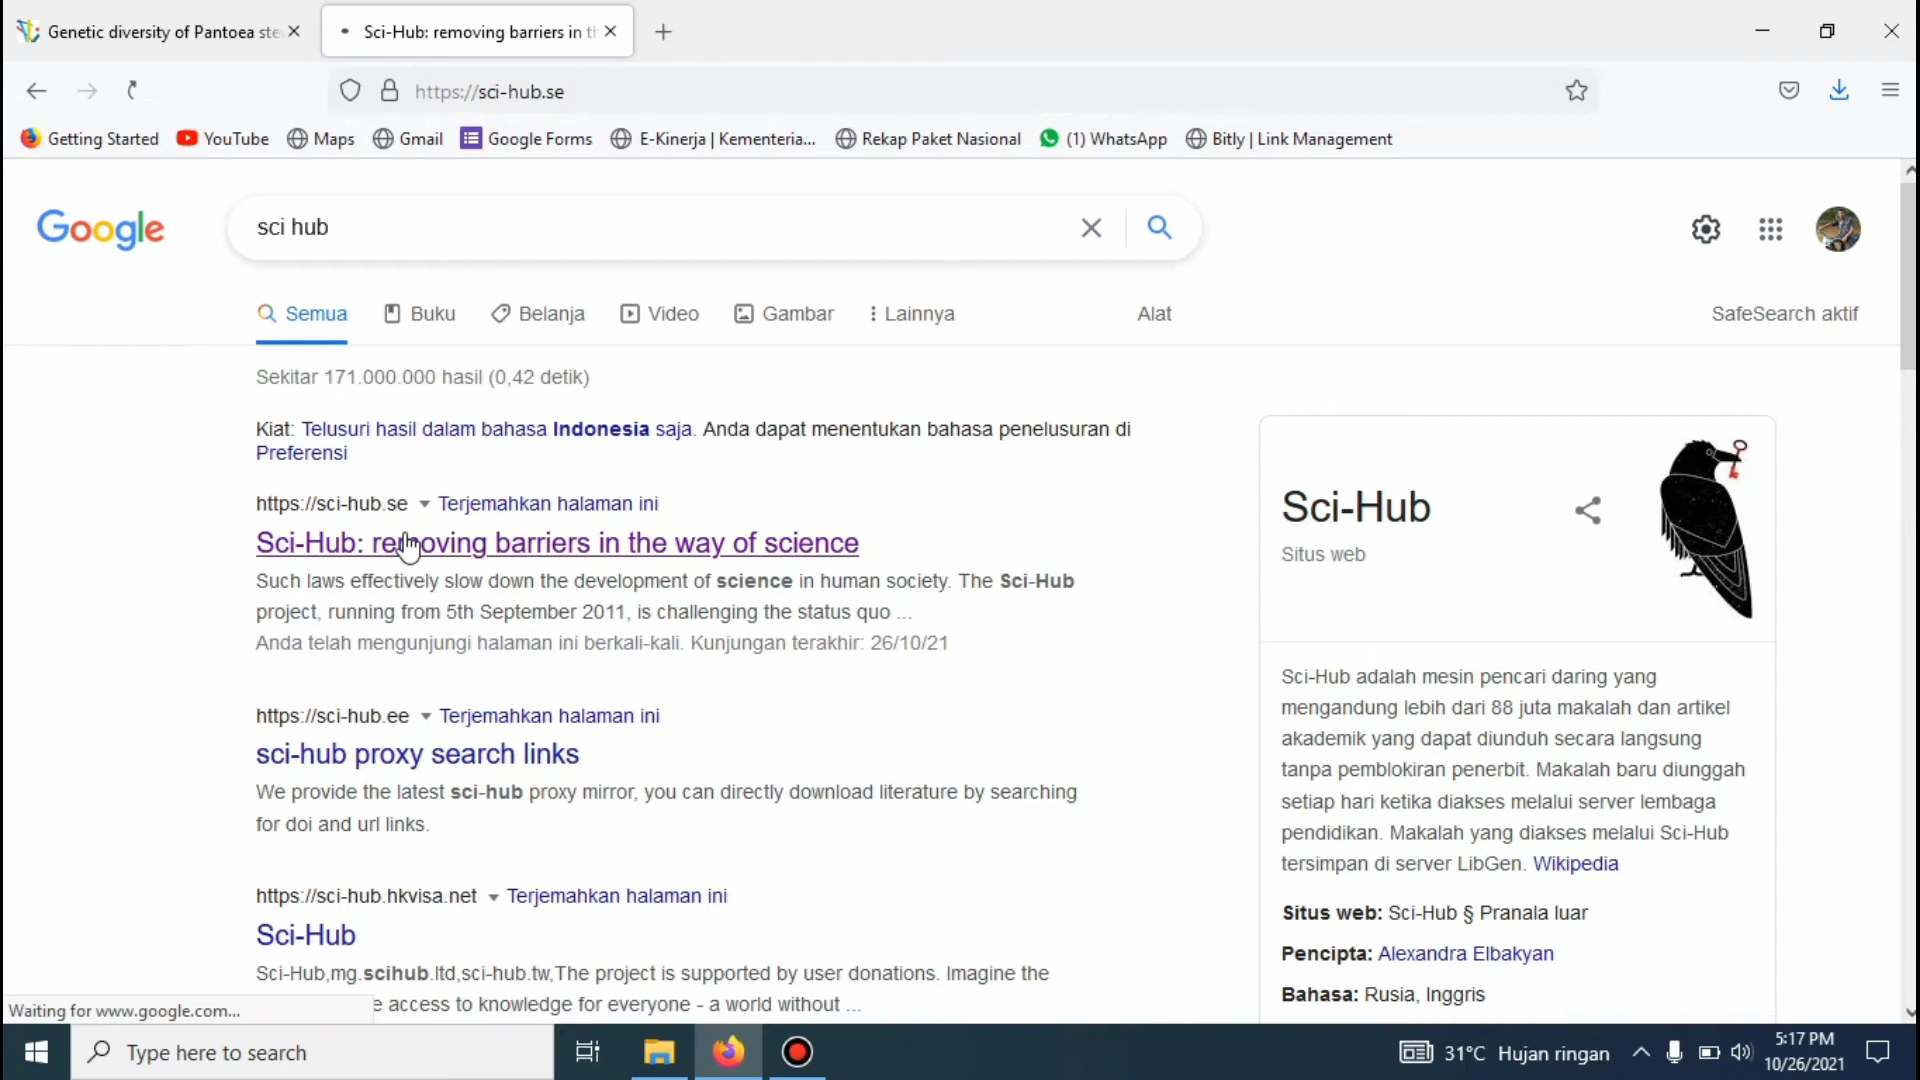 Genetic diversity of Pantoea ste
Sci-Hub: removing barriers in th
https://sci-hub.se
Getting Started
YouTube
Maps
Gmail
Google Forms
E-Kinerja | Kementeria...
Rekap Paket Nasional
(1) WhatsApp
Bitly | Link Management
Google
sci hub
Semua
Buku
Belanja
Video
Gambar
Lainnya
Alat
SafeSearch aktif
Sekitar 171.000.000 hasil (0,42 detik)
Kiat: Telusuri hasil dalam bahasa Indonesia saja. Anda dapat menentukan bahasa penelusuran di
Preferensi
https://sci-hub.se Terjemahkan halaman ini
Sci-Hub: removing barriers in the way of science
Such laws effectively slow down the development of science in human society. The Sci-Hub
project, running from 5th September 2011, is challenging the status quo ...
Anda telah mengunjungi halaman ini berkali-kali. Kunjungan terakhir: 26/10/21
https://sci-hub.ee Terjemahkan halaman ini
sci-hub proxy search links
We provide the latest sci-hub proxy mirror, you can directly download literature by searching
for doi and url links.
https://sci-hub.hkvisa.net Terjemahkan halaman ini
Sci-Hub
Sci-Hub,mg.scihub.ltd,sci-hub.tw,The project is supported by user donations. Imagine the
e access to knowledge for everyone - a world without ...
Sci-Hub
Situs web
Sci-Hub adalah mesin pencari daring yang
mengandung lebih dari 88 juta makalah dan artikel
akademik yang dapat diunduh secara langsung
tanpa pemblokiran penerbit. Makalah baru diunggah
setiap hari ketika diakses melalui server lembaga
pendidikan. Makalah yang diakses melalui Sci-Hub
tersimpan di server LibGen. Wikipedia
Situs web: Sci-Hub § Pranala luar
Pencipta: Alexandra Elbakyan
Bahasa: Rusia, Inggris
Waiting for www.google.com...
Type here to search
31°C Hujan ringan
5:17 PM
10/26/2021